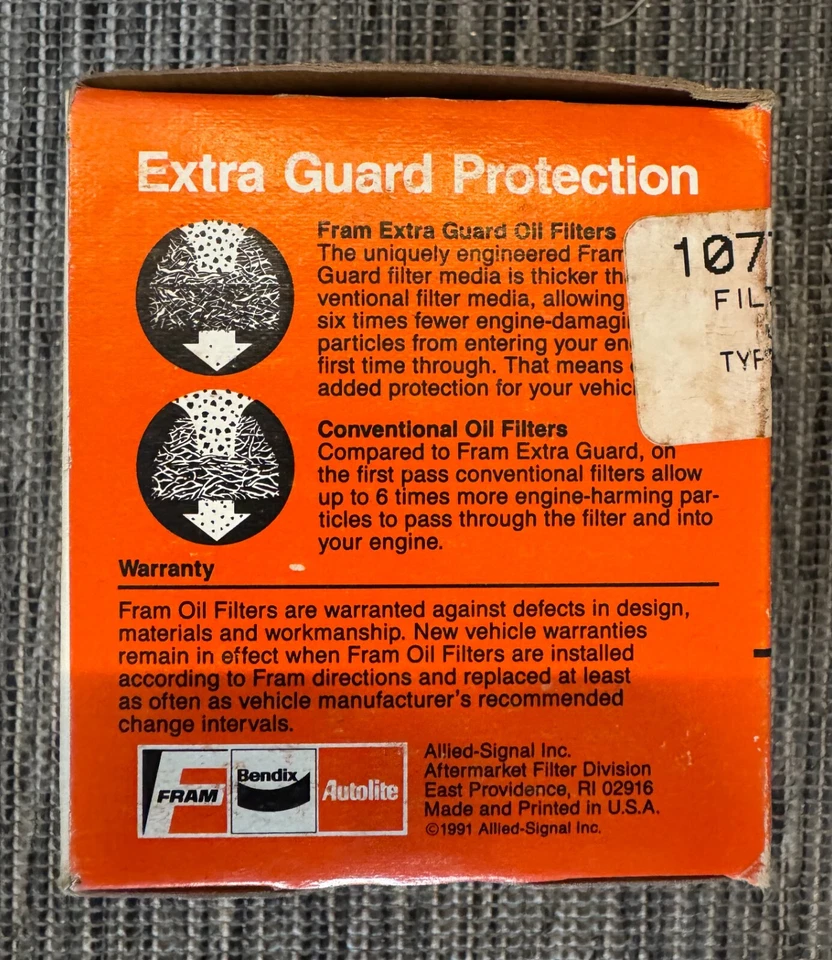 Extra Guard Protection
Fram Extra Guard Oil Filters
The uniquely engineered Fram
Guard filter media is thicker
ventional filter media, allowing
six times fewer engine-
particles from entering your
first time through. That means
added protection for your
107
FIL
TYP
Conventional Oil Filters
Compared to Fram Extra Guard, on
the first pass conventional filters allow
up to 6 times more engine-harming par-
ticles to pass through the filter and into
your engine.
Warranty
Fram Oil Filters are warranted against defects in design,
materials and workmanship. New vehicle warranties
remain in effect when Fram Oil Filters are installed
according to Fram directions and replaced at least
as often as vehicle manufacturer's recommended
change intervals.
FRAM
Bendix
Autolite
Allied-Signal Inc.
Aftermarket Filter Division
East Providence, RI 02916
Made and Printed in U.S.A.
©1991 Allied-Signal Inc.